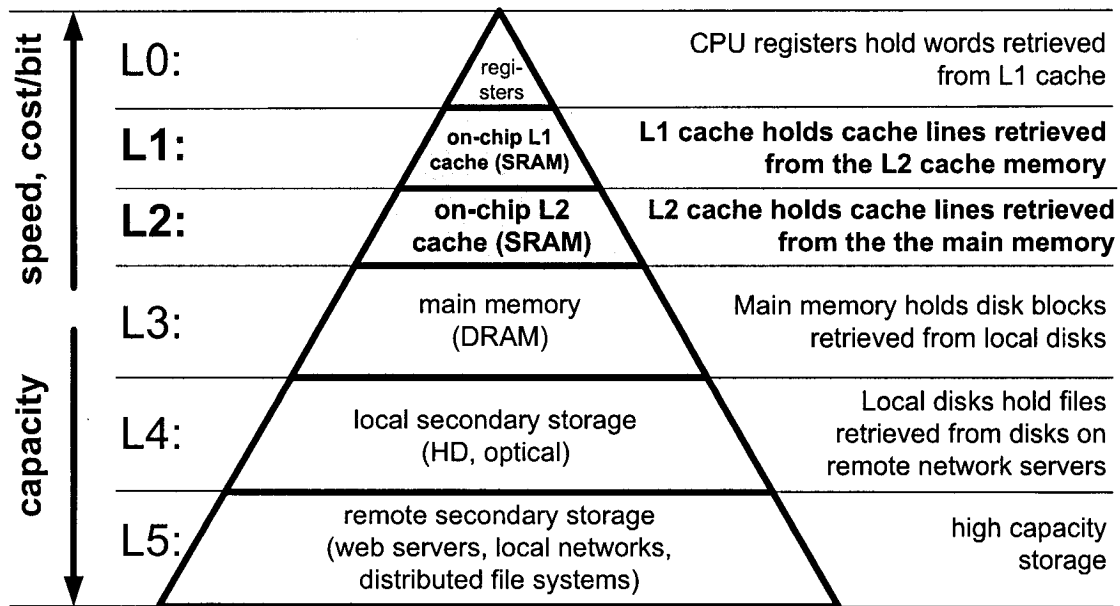 speed, cost/bit
capacity
L0:
regi-
sters
CPU registers hold words retrieved
from L1 cache
L1:
on-chip L1
cache (SRAM)
L1 cache holds cache lines retrieved
from the L2 cache memory
L2:
on-chip L2
cache (SRAM)
L2 cache holds cache lines retrieved
from the the main memory
L3:
main memory
(DRAM)
Main memory holds disk blocks
retrieved from local disks
L4:
local secondary storage
(HD, optical)
Local disks hold files
retrieved from disks on
remote network servers
L5:
remote secondary storage
(web servers, local networks,
distributed file systems)
high capacity
storage